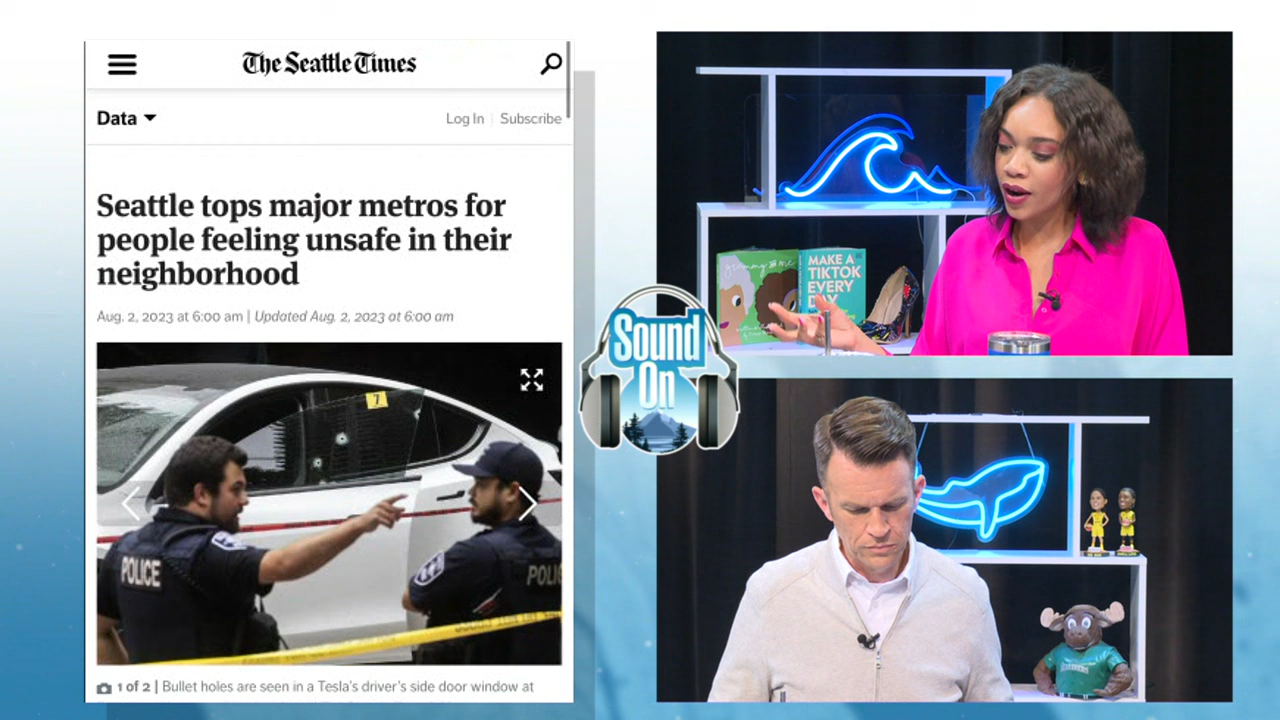 The Seattle Times
Data
Log In | Subscribe
Seattle tops major metros for
people feeling unsafe in their
neighborhood
Aug. 2, 2023 at 6:00 am | Updated Aug. 2, 2023 at 6:00 am
7
POLICE
1 of 2 | Bullet holes are seen in a Tesla's driver's side door window at
Sound
On
MAKE A
TIKTOK
EVERY
DAY